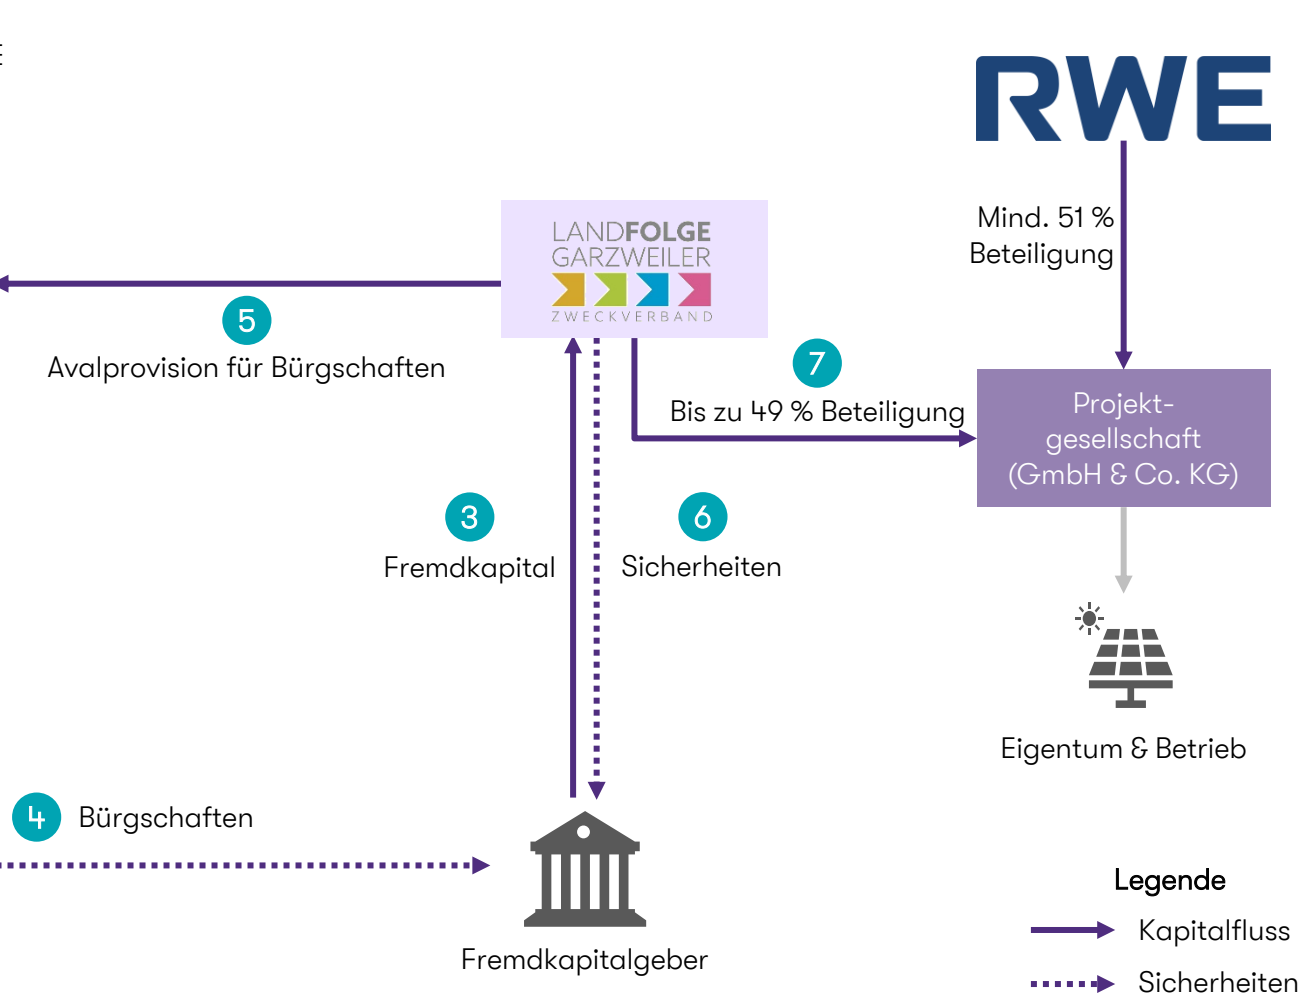 RWE
Mind. 51 %
Beteiligung
LANDFOLGE
GARZWEILER
ZWECKVERBAND
5
Avalprovision für Bürgschaften
7
Bis zu 49 % Beteiligung
Projekt-
gesellschaft
(GmbH & Co. KG)
3
Fremdkapital
6
Sicherheiten
Eigentum & Betrieb
4 Bürgschaften
Fremdkapitalgeber
Legende
Kapitalfluss
Sicherheiten